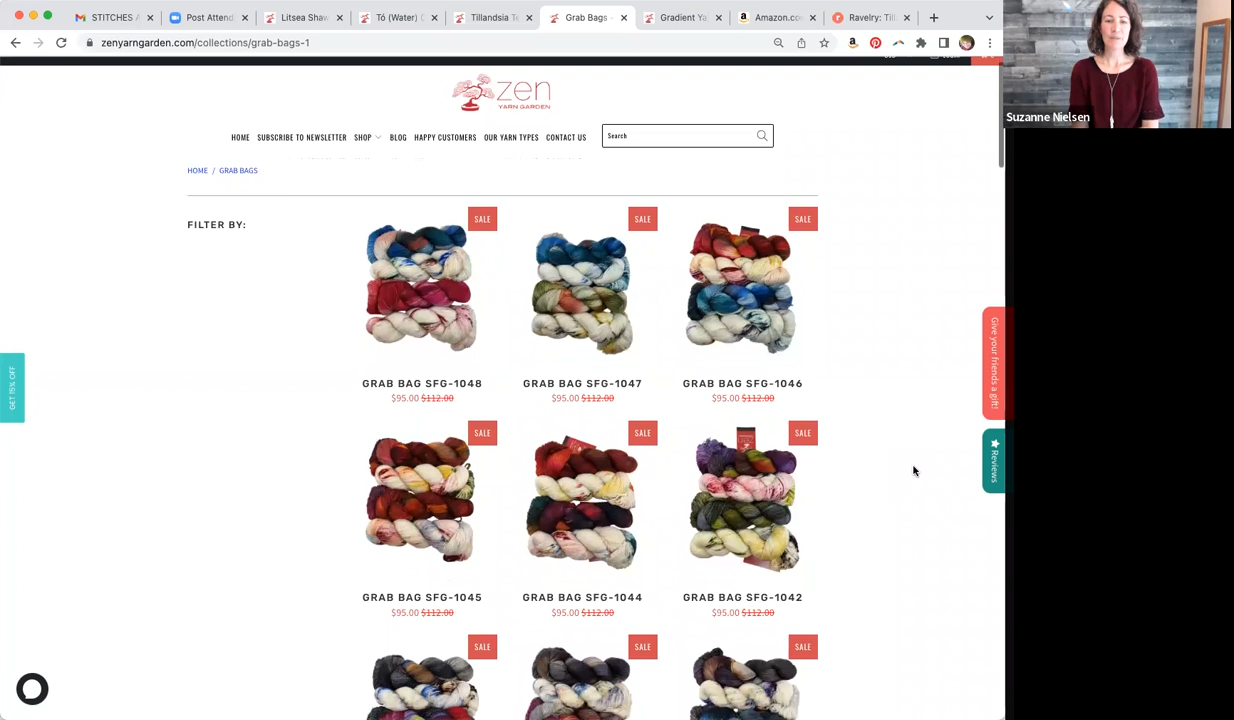 STITCHES A
Post Attend
Litsea Shaw
Tó (Water) C
Tillandsia Te
Grab Bags -
Gradient Ya
Amazon.co
Ravelry: Till
zenyarngarden.com/collections/grab-bags-1
Suzanne Nielsen
zen
YARN GARDEN
HOME SUBSCRIBE TO NEWSLETTER SHOP BLOG HAPPY CUSTOMERS OUR YARN TYPES CONTACT US
Search
HOME / GRAB BAGS
FILTER BY:
SALE SALE SALE
GRAB BAG SFG-1048 GRAB BAG SFG-1047 GRAB BAG SFG-1046
$95.00 $112.00 $95.00 $112.00 $95.00 $112.00
GET 15% OFF
Give your friends a gift!
Reviews
SALE SALE SALE
GRAB BAG SFG-1045 GRAB BAG SFG-1044 GRAB BAG SFG-1042
$95.00 $112.00 $95.00 $112.00 $95.00 $112.00
SALE SALE SALE